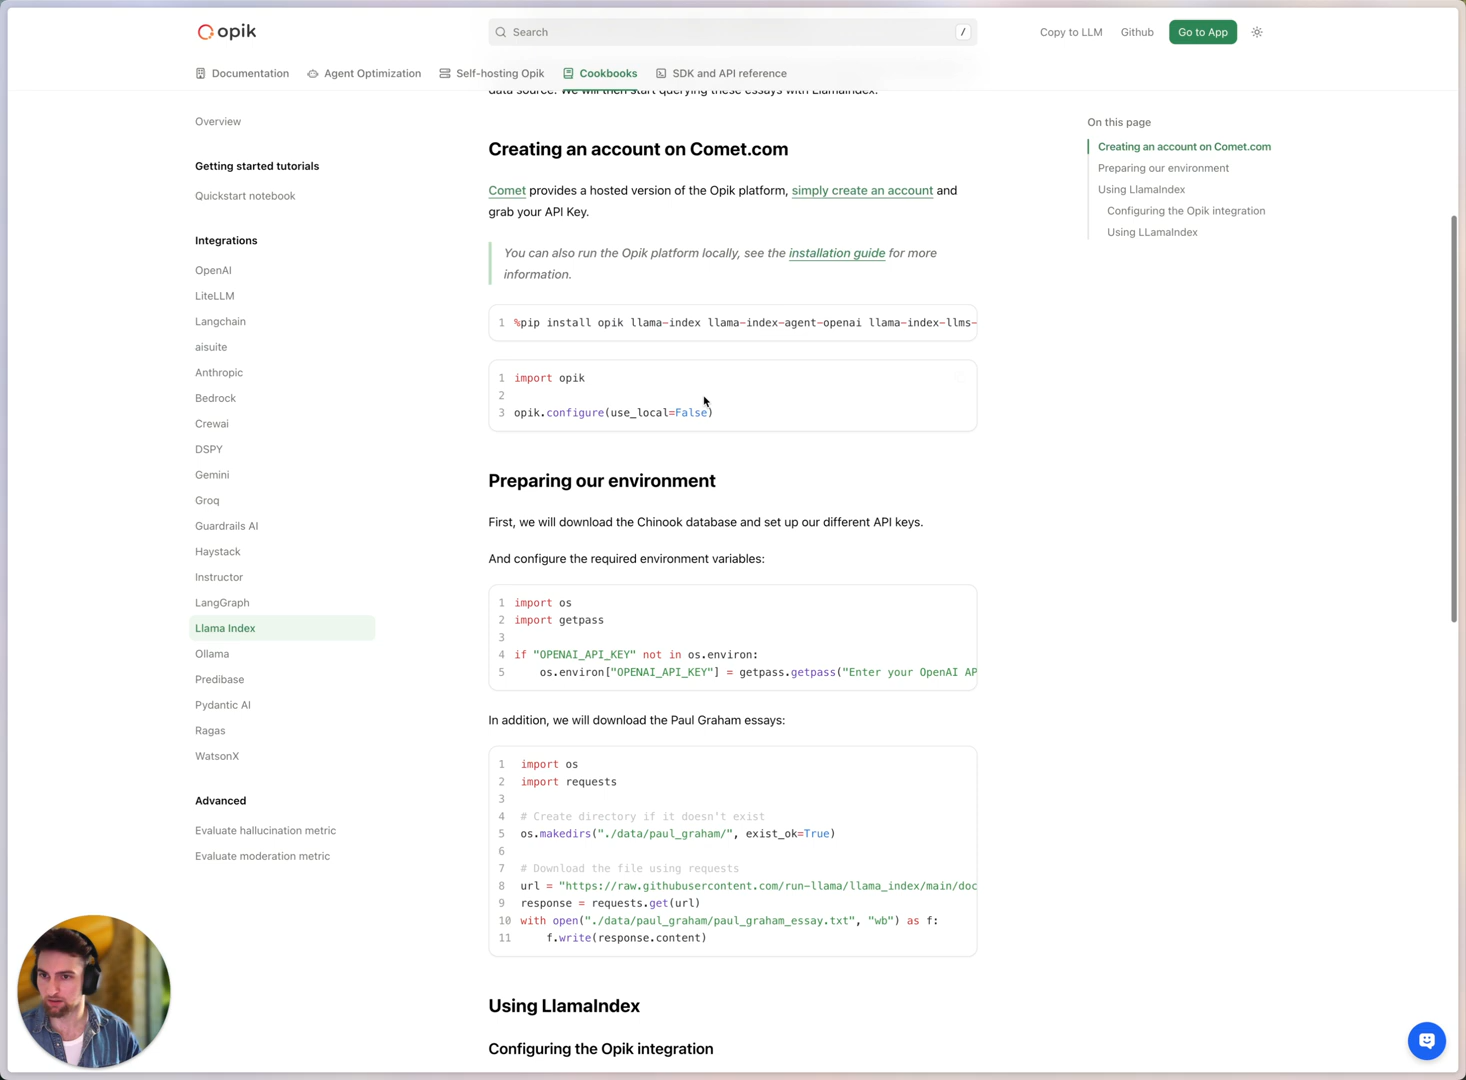 opik
Search
/
Copy to LLM
Github
Go to App
Documentation
Agent Optimization
Self-hosting Opik
Cookbooks
SDK and API reference
Overview
Getting started tutorials
Quickstart notebook
Integrations
OpenAI
LiteLLM
Langchain
aisuite
Anthropic
Bedrock
Crewai
DSPY
Gemini
Groq
Guardrails AI
Haystack
Instructor
LangGraph
Llama Index
Ollama
Predibase
Pydantic AI
Ragas
WatsonX
Advanced
Evaluate hallucination metric
Evaluate moderation metric
data source. We will then start querying these essays with LlamaIndex.
Creating an account on Comet.com
Comet provides a hosted version of the Opik platform, simply create an account and
grab your API Key.
You can also run the Opik platform locally, see the installation guide for more
information.
1 %pip install opik llama-index llama-index-agent-openai llama-index-llms-
1 import opik
2
3 opik.configure(use_local=False)
Preparing our environment
First, we will download the Chinook database and set up our different API keys.
And configure the required environment variables:
1 import os
2 import getpass
3
4 if "OPENAI_API_KEY" not in os.environ:
5 os.environ["OPENAI_API_KEY"] = getpass.getpass("Enter your OpenAI AP
In addition, we will download the Paul Graham essays:
1 import os
2 import requests
3
4 # Create directory if it doesn't exist
5 os.makedirs("./data/paul_graham/", exist_ok=True)
6
7 # Download the file using requests
8 url = "https://raw.githubusercontent.com/run-llama/llama_index/main/doc
9 response = requests.get(url)
10 with open("./data/paul_graham/paul_graham_essay.txt", "wb") as f:
11 f.write(response.content)
Using LlamaIndex
Configuring the Opik integration
On this page
Creating an account on Comet.com
Preparing our environment
Using LlamaIndex
Configuring the Opik integration
Using LLamaIndex